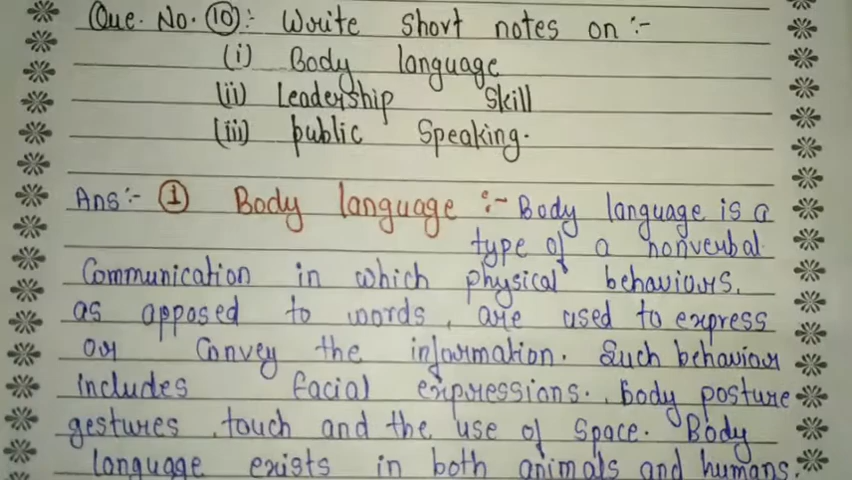 Que. No. (10):- Write short notes on :-
(i) Body language
(ii) Leadership Skill
(iii) public Speaking.
Ans:- (1) Body language :- Body language is a
type of a nonverbal
Communication in which physical behaviours,
as opposed to words, are used to express
or Convey the information. Such behaviour
includes facial expressions, body posture
gestures, touch and the use of Space. Body
language exists in both animals and humans.